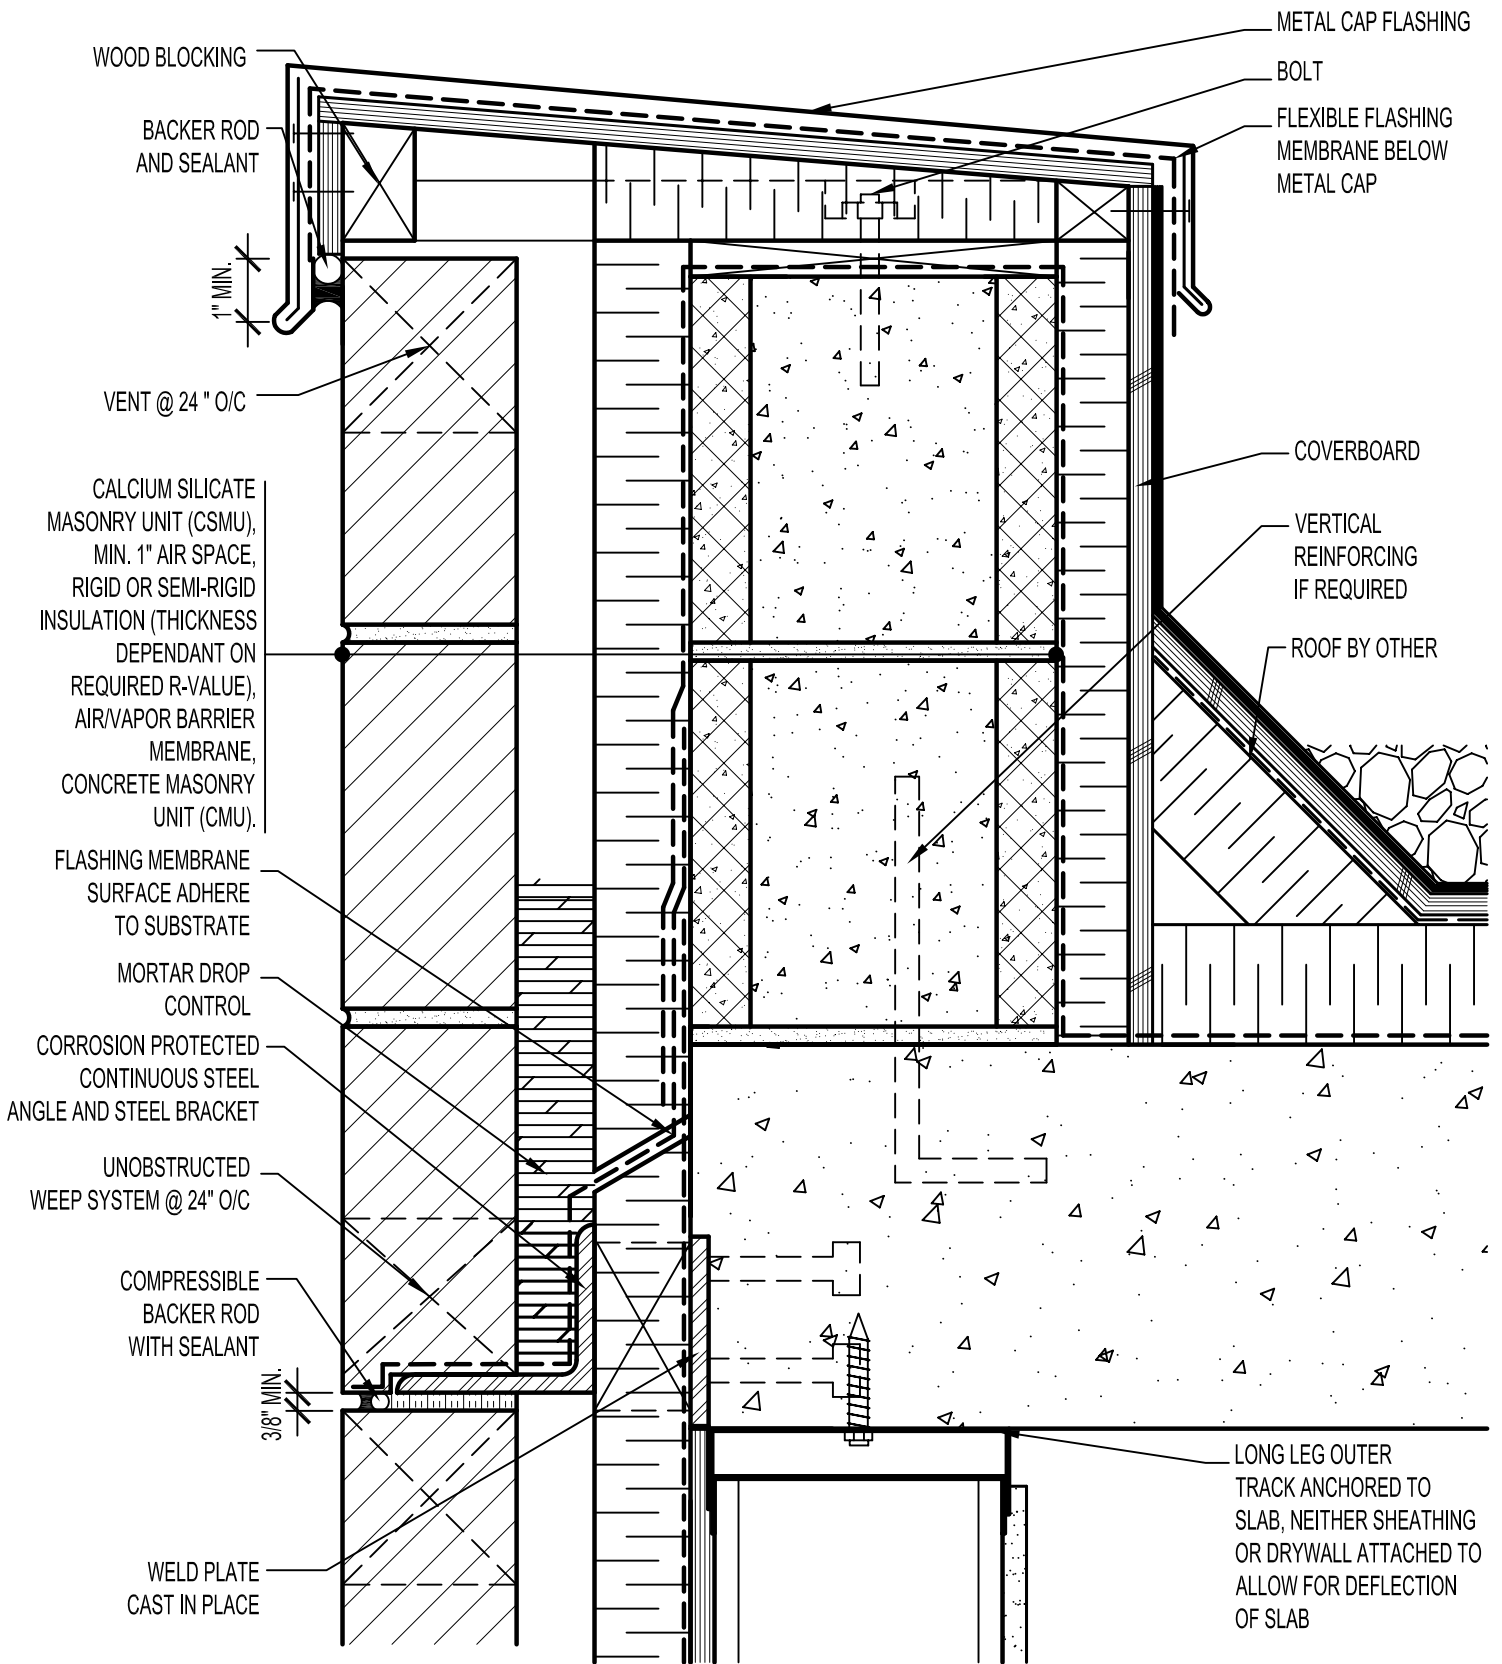 WOOD BLOCKING
BACKER ROD
AND SEALANT
1" MIN.
VENT @ 24 " O/C
CALCIUM SILICATE
MASONRY UNIT (CSMU),
MIN. 1" AIR SPACE,
RIGID OR SEMI-RIGID
INSULATION (THICKNESS
DEPENDANT ON
REQUIRED R-VALUE),
AIR/VAPOR BARRIER
MEMBRANE,
CONCRETE MASONRY
UNIT (CMU).
FLASHING MEMBRANE
SURFACE ADHERE
TO SUBSTRATE
MORTAR DROP
CONTROL
CORROSION PROTECTED
CONTINUOUS STEEL
ANGLE AND STEEL BRACKET
UNOBSTRUCTED
WEEP SYSTEM @ 24" O/C
COMPRESSIBLE
BACKER ROD
WITH SEALANT
3/8" MIN.
WELD PLATE
CAST IN PLACE
METAL CAP FLASHING
BOLT
FLEXIBLE FLASHING
MEMBRANE BELOW
METAL CAP
COVERBOARD
VERTICAL
REINFORCING
IF REQUIRED
ROOF BY OTHER
LONG LEG OUTER
TRACK ANCHORED TO
SLAB, NEITHER SHEATHING
OR DRYWALL ATTACHED TO
ALLOW FOR DEFLECTION
OF SLAB